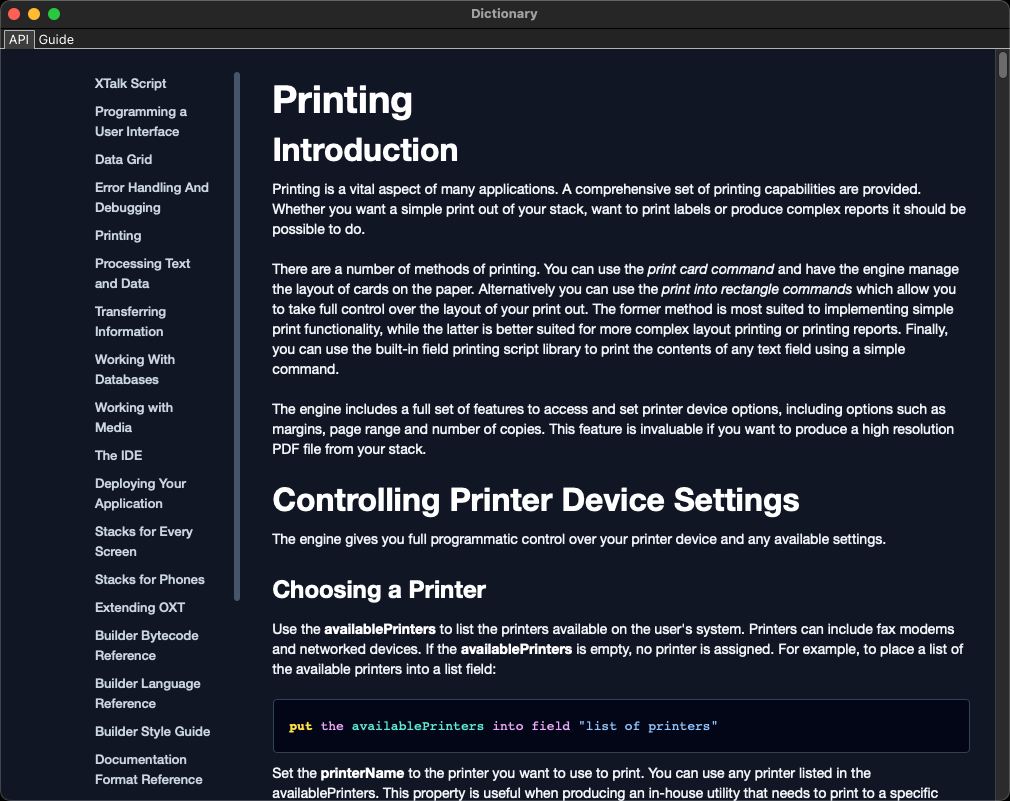 Dictionary
API Guide
XTalk Script
Programming a
User Interface
Data Grid
Error Handling And
Debugging
Printing
Processing Text
and Data
Transferring
Information
Working With
Databases
Working with
Media
The IDE
Deploying Your
Application
Stacks for Every
Screen
Stacks for Phones
Extending OXT
Builder Bytecode
Reference
Builder Language
Reference
Builder Style Guide
Documentation
Format Reference
Printing
Introduction
Printing is a vital aspect of many applications. A comprehensive set of printing capabilities are provided.
Whether you want a simple print out of your stack, want to print labels or produce complex reports it should be
possible to do.
There are a number of methods of printing. You can use the print card command and have the engine manage
the layout of cards on the paper. Alternatively you can use the print into rectangle commands which allow you
to take full control over the layout of your print out. The former method is most suited to implementing simple
print functionality, while the latter is better suited for more complex layout printing or printing reports. Finally,
you can use the built-in field printing script library to print the contents of any text field using a simple
command.
The engine includes a full set of features to access and set printer device options, including options such as
margins, page range and number of copies. This feature is invaluable if you want to produce a high resolution
PDF file from your stack.
Controlling Printer Device Settings
The engine gives you full programmatic control over your printer device and any available settings.
Choosing a Printer
Use the availablePrinters to list the printers available on the user's system. Printers can include fax modems
and networked devices. If the availablePrinters is empty, no printer is assigned. For example, to place a list of
the available printers into a list field:
put the availablePrinters into field "list of printers"
Set the printerName to the printer you want to use to print. You can use any printer listed in the
availablePrinters. This property is useful when producing an in-house utility that needs to print to a specific